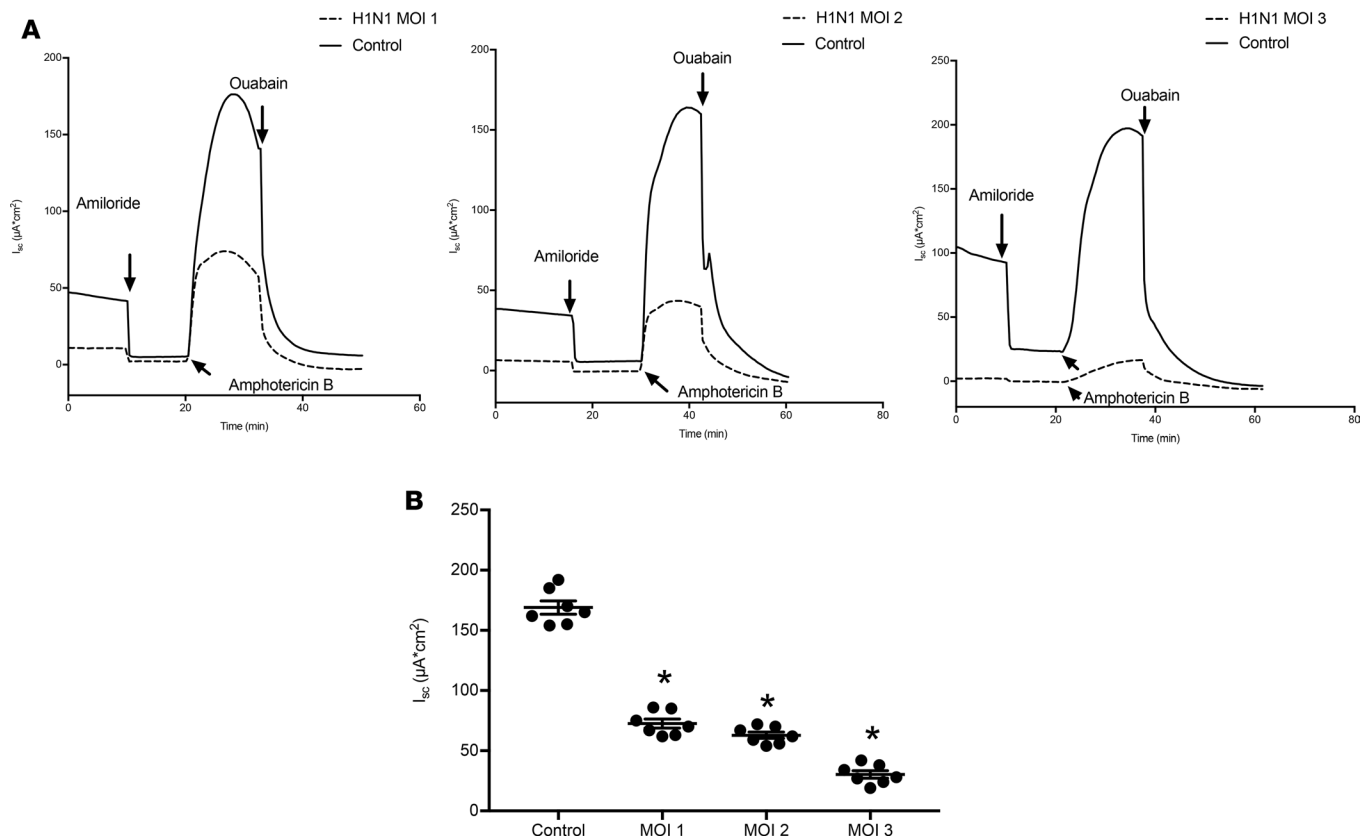 A
H1N1 MOI 1
Control
200
150
100
50
0
I_sc (µA*cm²)
Amiloride
Ouabain
Amphotericin B
0 20 40 60
Time (min)
H1N1 MOI 2
Control
200
150
100
50
0
I_sc (µA*cm²)
Amiloride
Ouabain
Amphotericin B
0 20 40 60 80
Time (min)
H1N1 MOI 3
Control
250
200
150
100
50
0
I_sc (µA*cm²)
Amiloride
Ouabain
Amphotericin B
0 20 40 60 80
Time (min)
B
250
200
150
100
50
0
I_sc (µA*cm²)
*
*
*
Control MOI 1 MOI 2 MOI 3